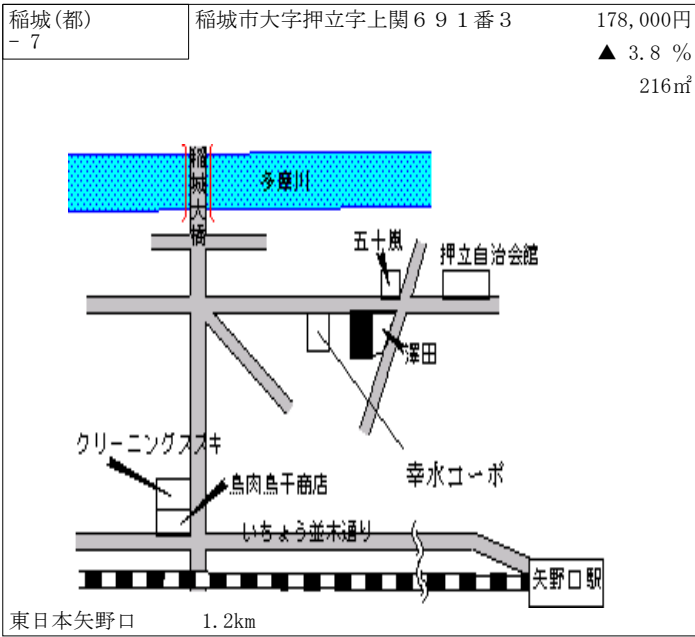 稲城(都)
- 7
稲城市大字押立字上関６９１番３
178,000円
▲ 3.8 %
216㎡
稲城大橋
多摩川
五十嵐
押立自治会館
澤田
クリーニングスズキ
幸水コーポ
鳥肉鳥干商店
いちょう並木通り
矢野口駅
東日本矢野口
1.2km